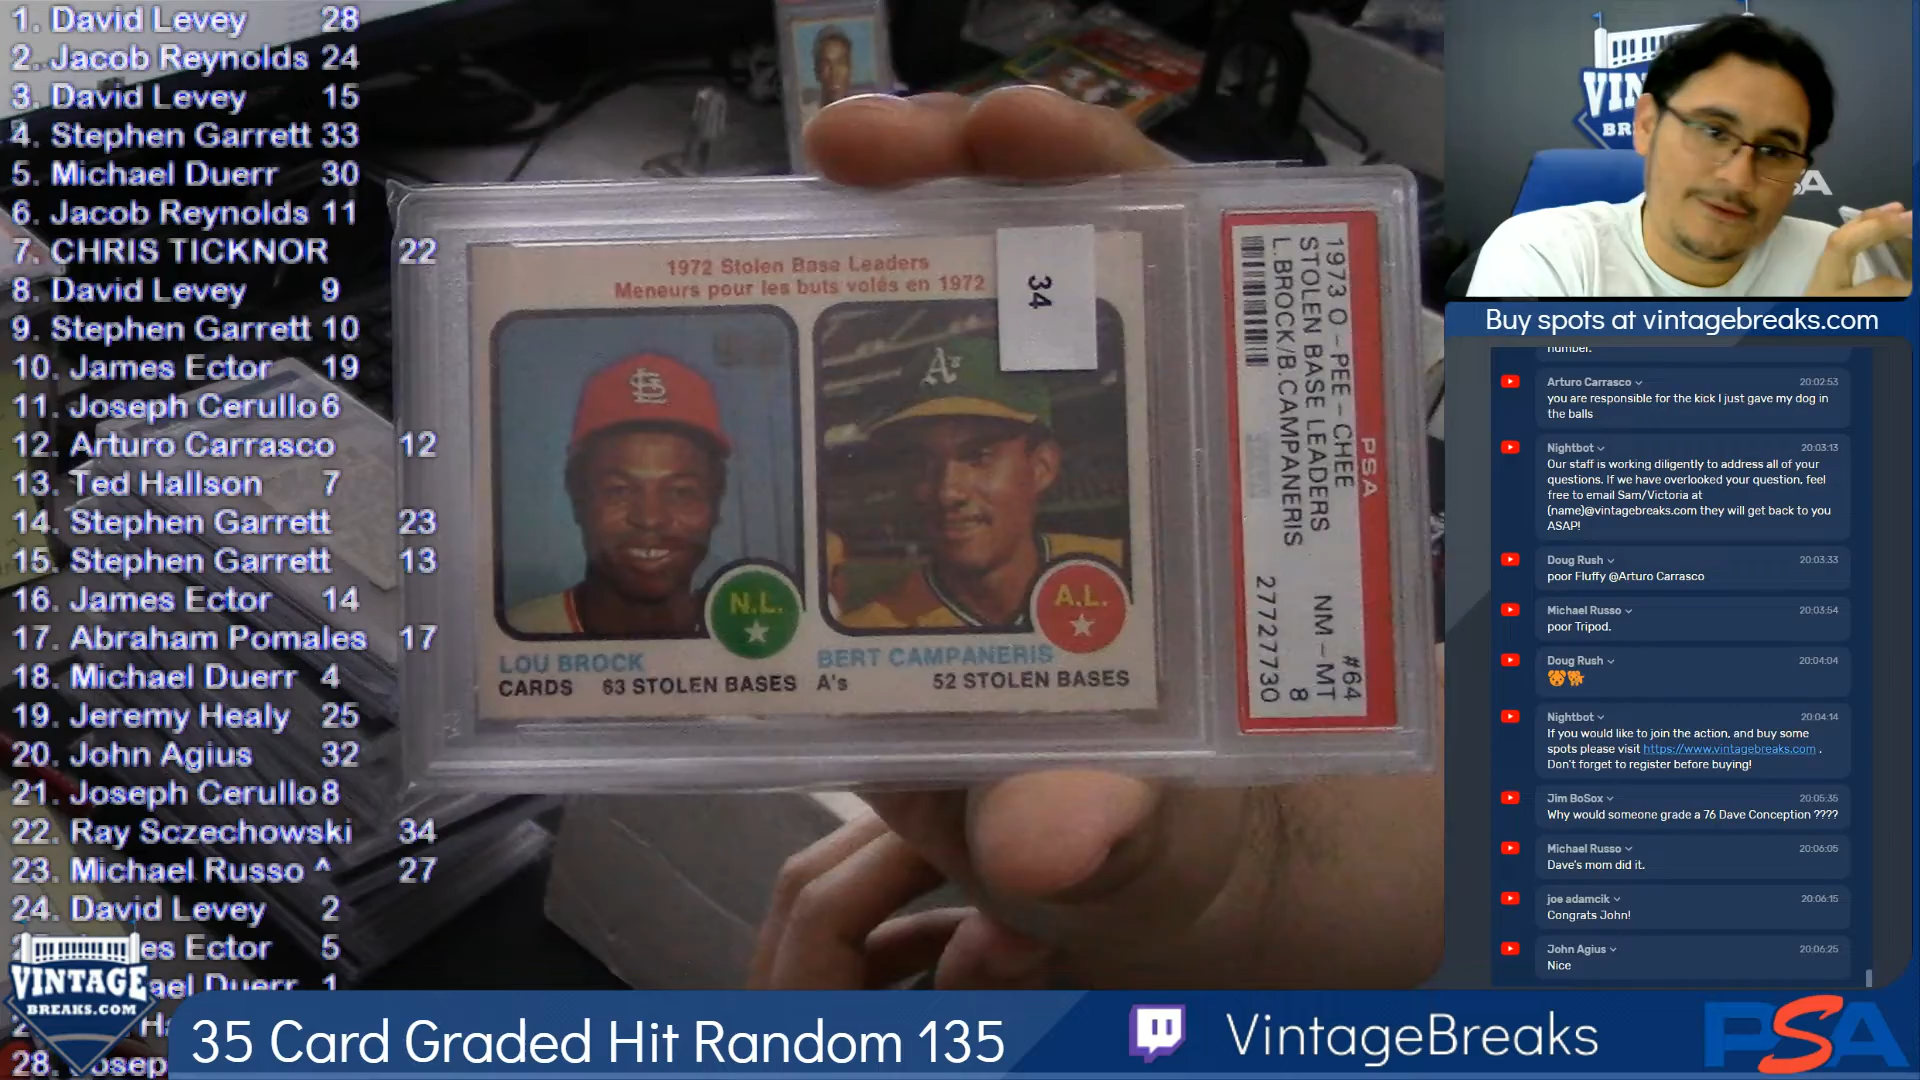 1. David Levey 28
2. Jacob Reynolds 24
3. David Levey 15
4. Stephen Garrett 33
5. Michael Duerr 30
6. Jacob Reynolds 11
7. CHRIS TICKNOR 22
8. David Levey 9
9. Stephen Garrett 10
10. James Ector 19
11. Joseph Cerullo 6
12. Arturo Carrasco 12
13. Ted Hallson 7
14. Stephen Garrett 23
15. Stephen Garrett 13
16. James Ector 14
17. Abraham Pomales 17
18. Michael Duerr 4
19. Jeremy Healy 25
20. John Agius 32
21. Joseph Cerullo 8
22. Ray Sczechowski 34
23. Michael Russo ^ 27
24. David Levey 2
es Ector 5
ael Duerr 1
28.
VINTAGE
BREAKS.COM
1972 Stolen Base Leaders
Meneurs pour les buts volés en 1972
34
A's
N.L.
A.L.
LOU BROCK
CARDS 63 STOLEN BASES
BERT CAMPANERIS
A's 52 STOLEN BASES
PSA
1973 O-PEE-CHEE #64
STOLEN BASE LEADERS NM-MT
L.BROCK/B.CAMPANERIS 8
27727730
VIN
BR
SA
Buy spots at vintagebreaks.com
number.
Arturo Carrasco 20:02:53
you are responsible for the kick I just gave my dog in
the balls
Nightbot 20:03:13
Our staff is working diligently to address all of your
questions. If we have overlooked your question, feel
free to email Sam/Victoria at
(name)@vintagebreaks.com they will get back to you
ASAP!
Doug Rush 20:03:33
poor Fluffy @Arturo Carrasco
Michael Russo 20:03:54
poor Tripod.
Doug Rush 20:04:04
Nightbot 20:04:14
If you would like to join the action, and buy some
spots please visit https://www.vintagebreaks.com .
Don't forget to register before buying!
Jim BoSox 20:05:35
Why would someone grade a 76 Dave Conception ????
Michael Russo 20:06:05
Dave's mom did it.
joe adamcik 20:06:15
Congrats John!
John Agius 20:06:25
Nice
35 Card Graded Hit Random 135
VintageBreaks
PSA